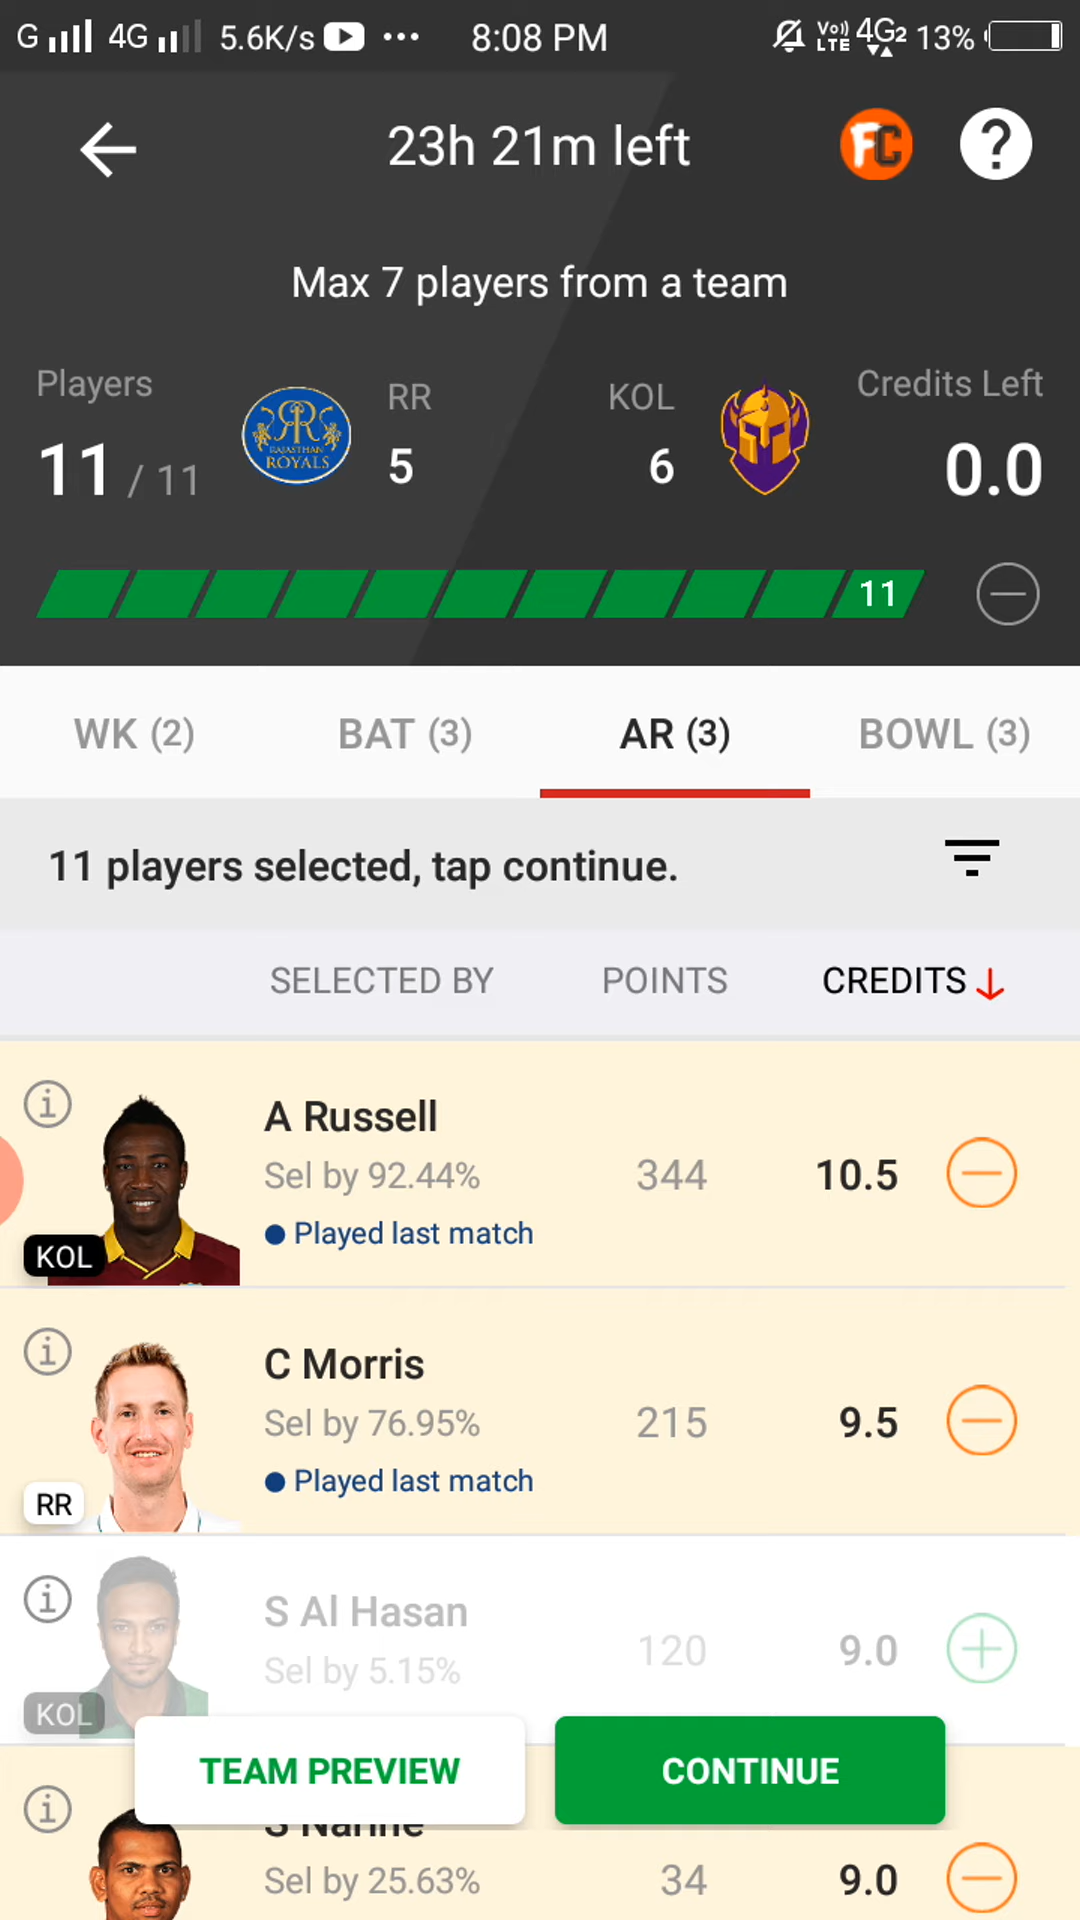 G 4G 5.6K/s 8:08 PM Vo) LTE 4G2 13%
23h 21m left FC ?
Max 7 players from a team
Players RR KOL Credits Left
11 / 11 RAJASTHAN ROYALS 5 6 0.0
11
WK (2) BAT (3) AR (3) BOWL (3)
11 players selected, tap continue.
SELECTED BY POINTS CREDITS
A Russell
Sel by 92.44% 344 10.5
Played last match
KOL
C Morris
Sel by 76.95% 215 9.5
Played last match
RR
S Al Hasan
Sel by 5.15% 120 9.0
KOL
TEAM PREVIEW CONTINUE
S Narine
Sel by 25.63% 34 9.0